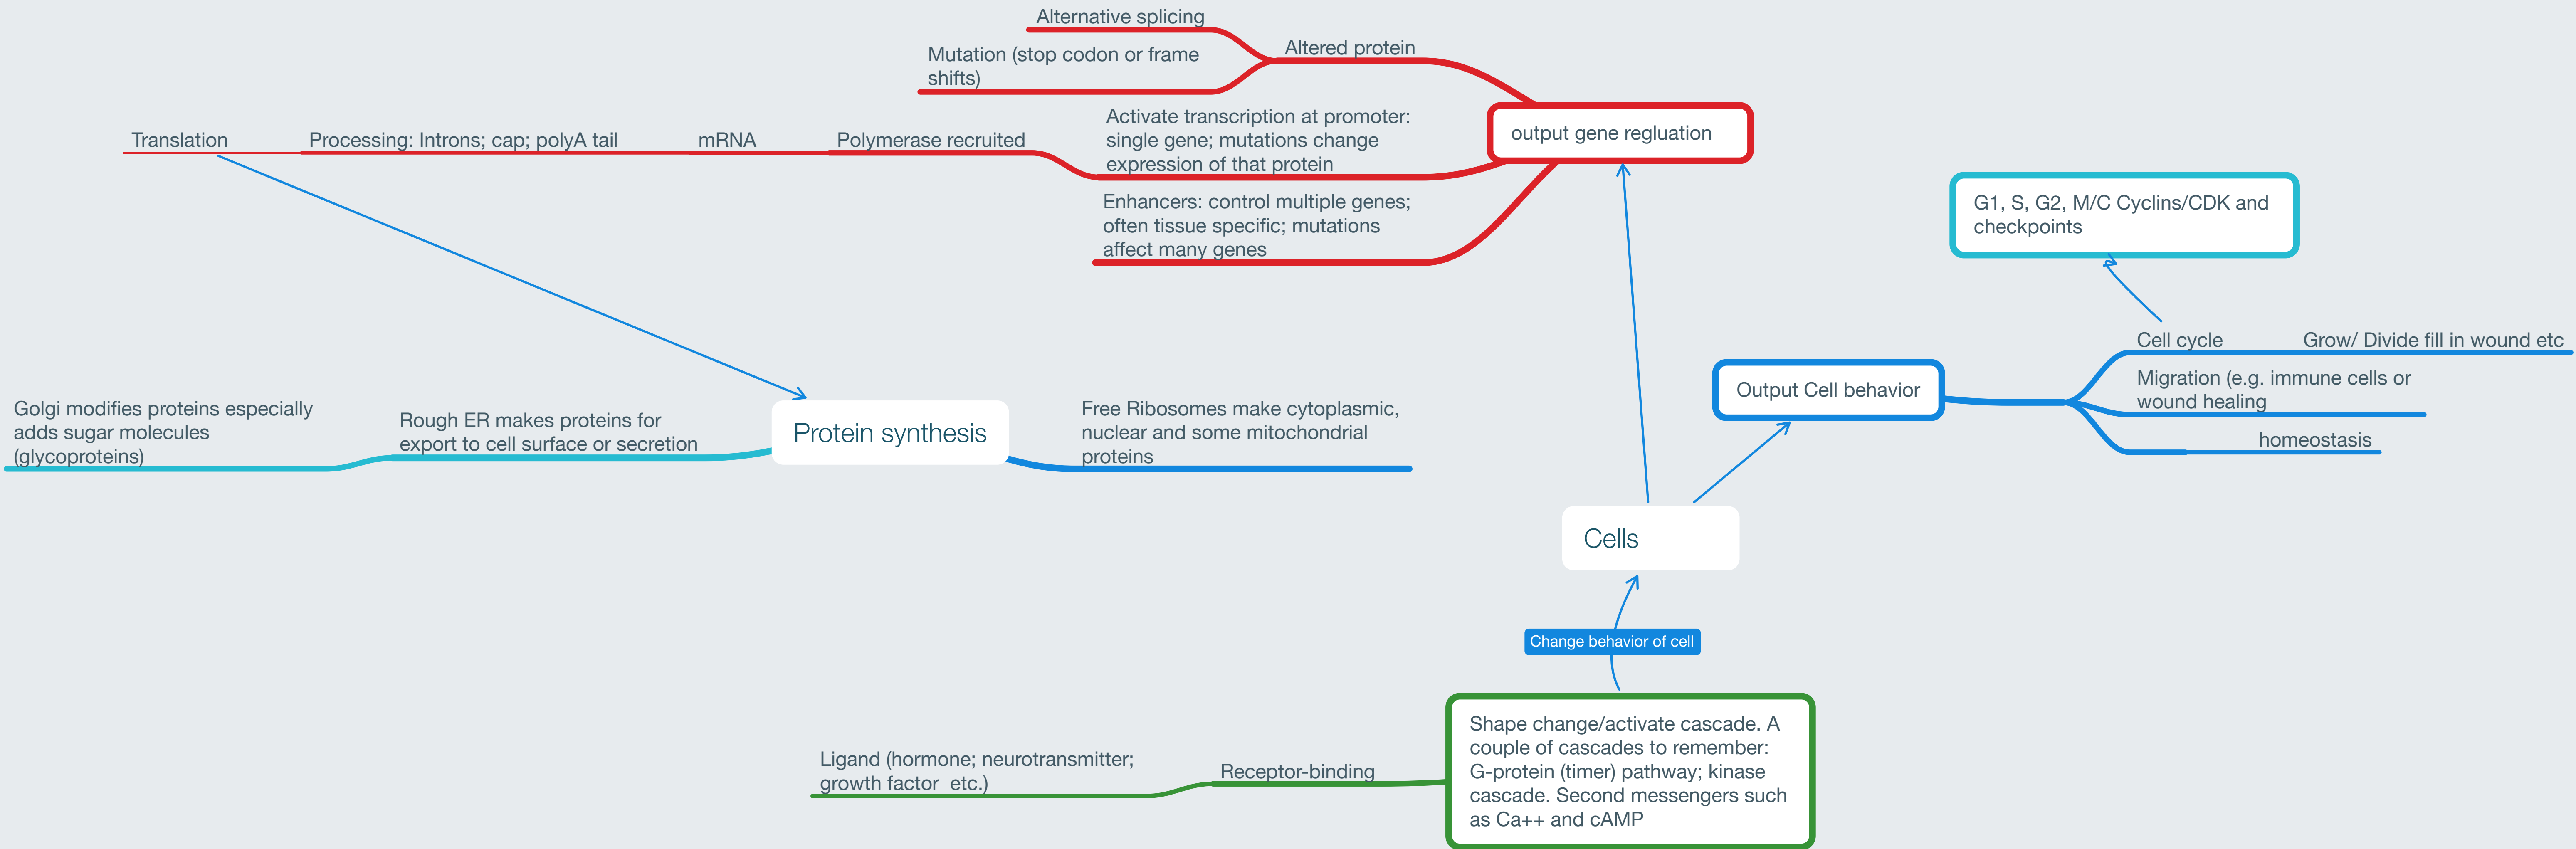 Alternative splicing
Mutation (stop codon or frame
shifts)
Altered protein
Activate transcription at promoter:
single gene; mutations change
expression of that protein
Polymerase recruited
mRNA
Processing: Introns; cap; polyA tail
Translation
Enhancers: control multiple genes;
often tissue specific; mutations
affect many genes
output gene regluation
G1, S, G2, M/C Cyclins/CDK and
checkpoints
Cell cycle
Grow/ Divide fill in wound etc
Migration (e.g. immune cells or
wound healing
homeostasis
Output Cell behavior
Golgi modifies proteins especially
adds sugar molecules
(glycoproteins)
Rough ER makes proteins for
export to cell surface or secretion
Protein synthesis
Free Ribosomes make cytoplasmic,
nuclear and some mitochondrial
proteins
Cells
Change behavior of cell
Ligand (hormone; neurotransmitter;
growth factor  etc.)
Receptor-binding
Shape change/activate cascade. A
couple of cascades to remember:
G-protein (timer) pathway; kinase
cascade. Second messengers such
as Ca++ and cAMP